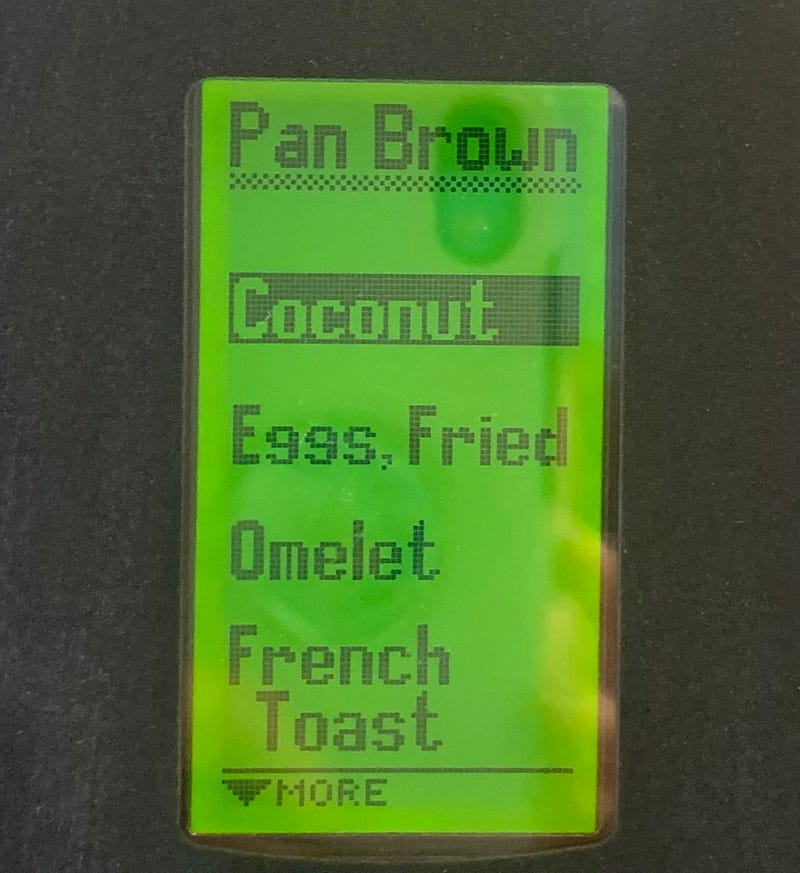 Pan Brown
Coconut
Eggs, Fried
Omelet
French
Toast
MORE